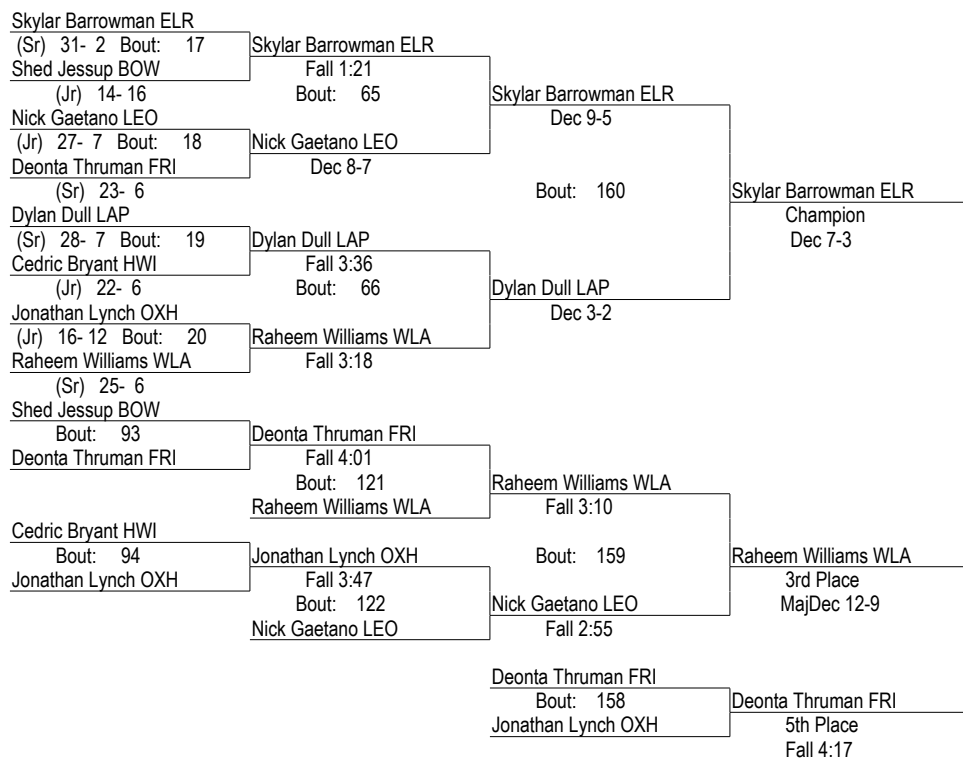 Skylar Barrowman ELR
(Sr) 31- 2 Bout: 17
Shed Jessup BOW
(Jr) 14- 16
Nick Gaetano LEO
(Jr) 27- 7 Bout: 18
Deonta Thruman FRI
(Sr) 23- 6
Dylan Dull LAP
(Sr) 28- 7 Bout: 19
Cedric Bryant HWI
(Jr) 22- 6
Jonathan Lynch OXH
(Jr) 16- 12 Bout: 20
Raheem Williams WLA
(Sr) 25- 6
Skylar Barrowman ELR
Fall 1:21
Bout: 65
Nick Gaetano LEO
Dec 8-7
Dylan Dull LAP
Fall 3:36
Bout: 66
Raheem Williams WLA
Fall 3:18
Skylar Barrowman ELR
Dec 9-5
Bout: 160
Dylan Dull LAP
Dec 3-2
Skylar Barrowman ELR
Champion
Dec 7-3
Shed Jessup BOW
Bout: 93
Deonta Thruman FRI
Cedric Bryant HWI
Bout: 94
Jonathan Lynch OXH
Deonta Thruman FRI
Fall 4:01
Bout: 121
Raheem Williams WLA
Jonathan Lynch OXH
Fall 3:47
Bout: 122
Nick Gaetano LEO
Raheem Williams WLA
Fall 3:10
Bout: 159
Nick Gaetano LEO
Fall 2:55
Raheem Williams WLA
3rd Place
MajDec 12-9
Deonta Thruman FRI
Bout: 158
Jonathan Lynch OXH
Deonta Thruman FRI
5th Place
Fall 4:17